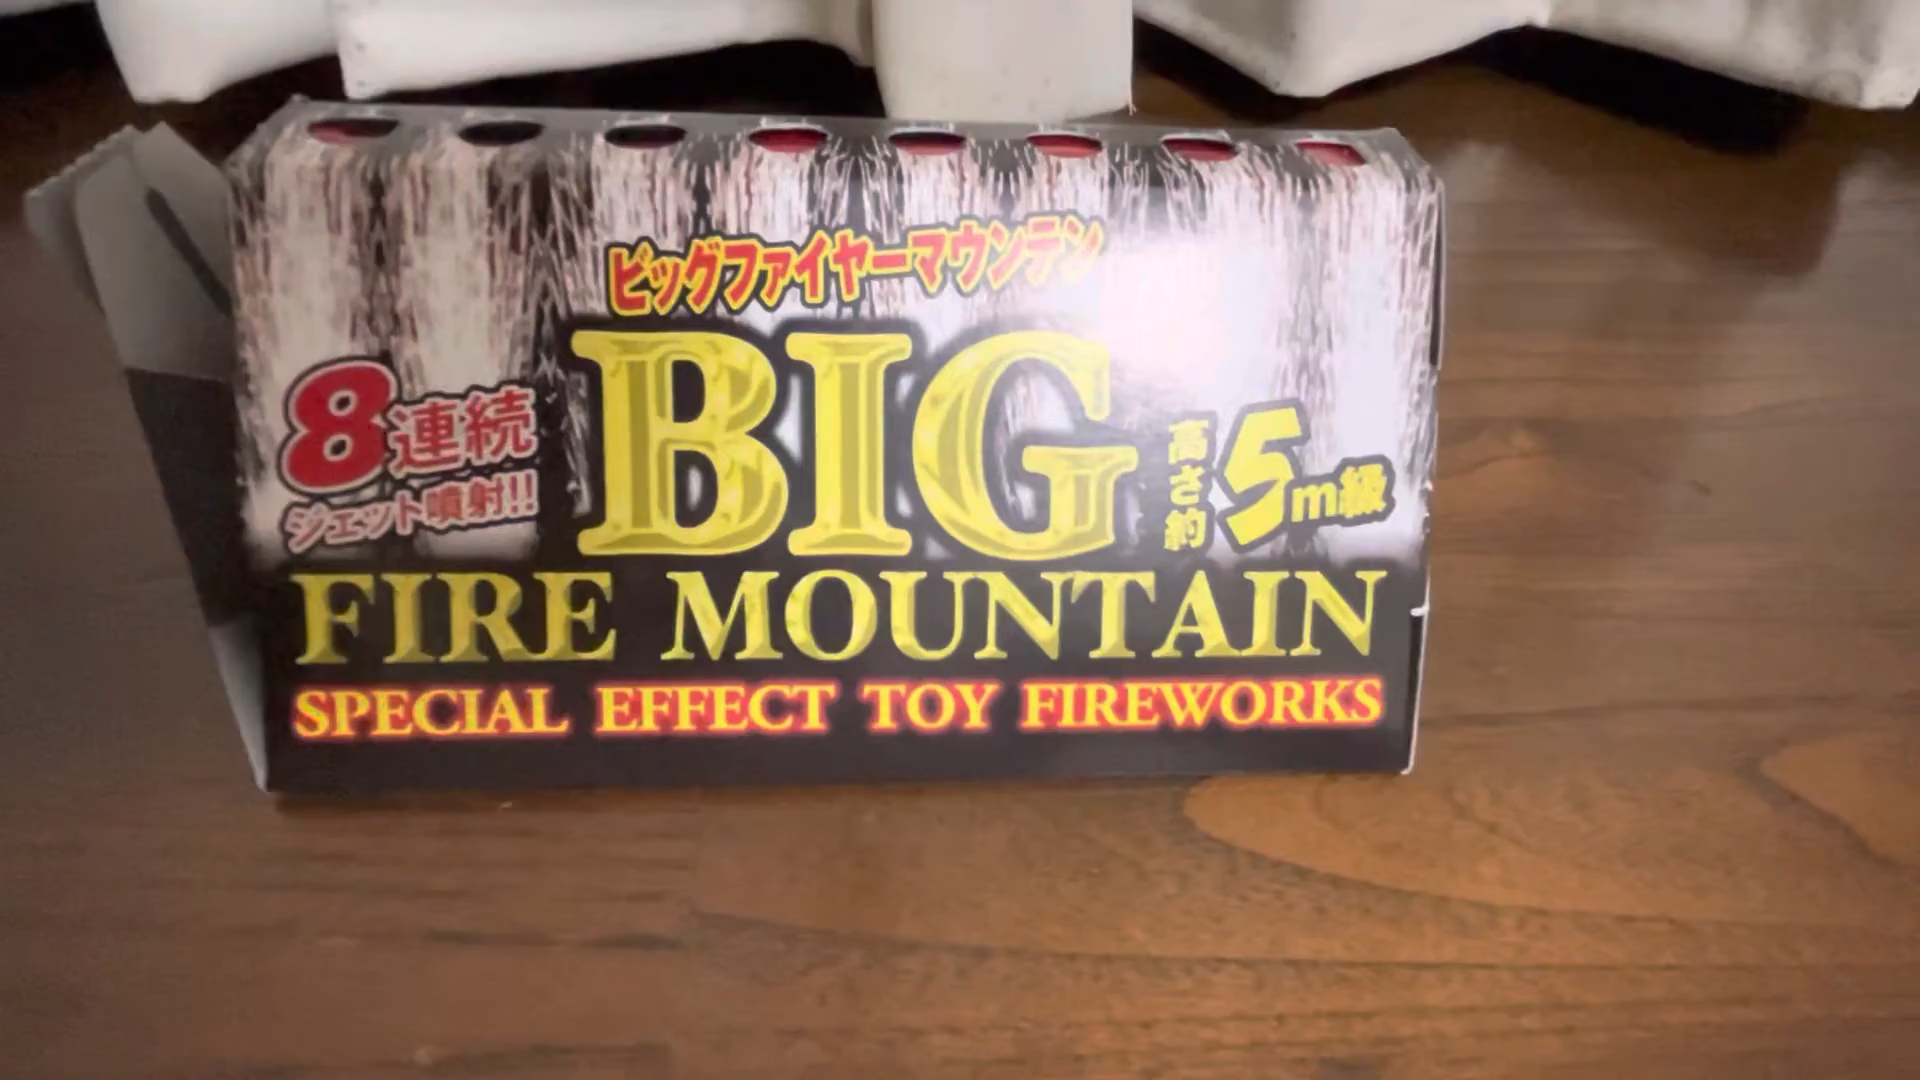 ビッグファイヤーマウンテン
BIG
8連続
ジェット噴射!!
高さ約
5m級
FIRE MOUNTAIN
SPECIAL EFFECT TOY FIREWORKS